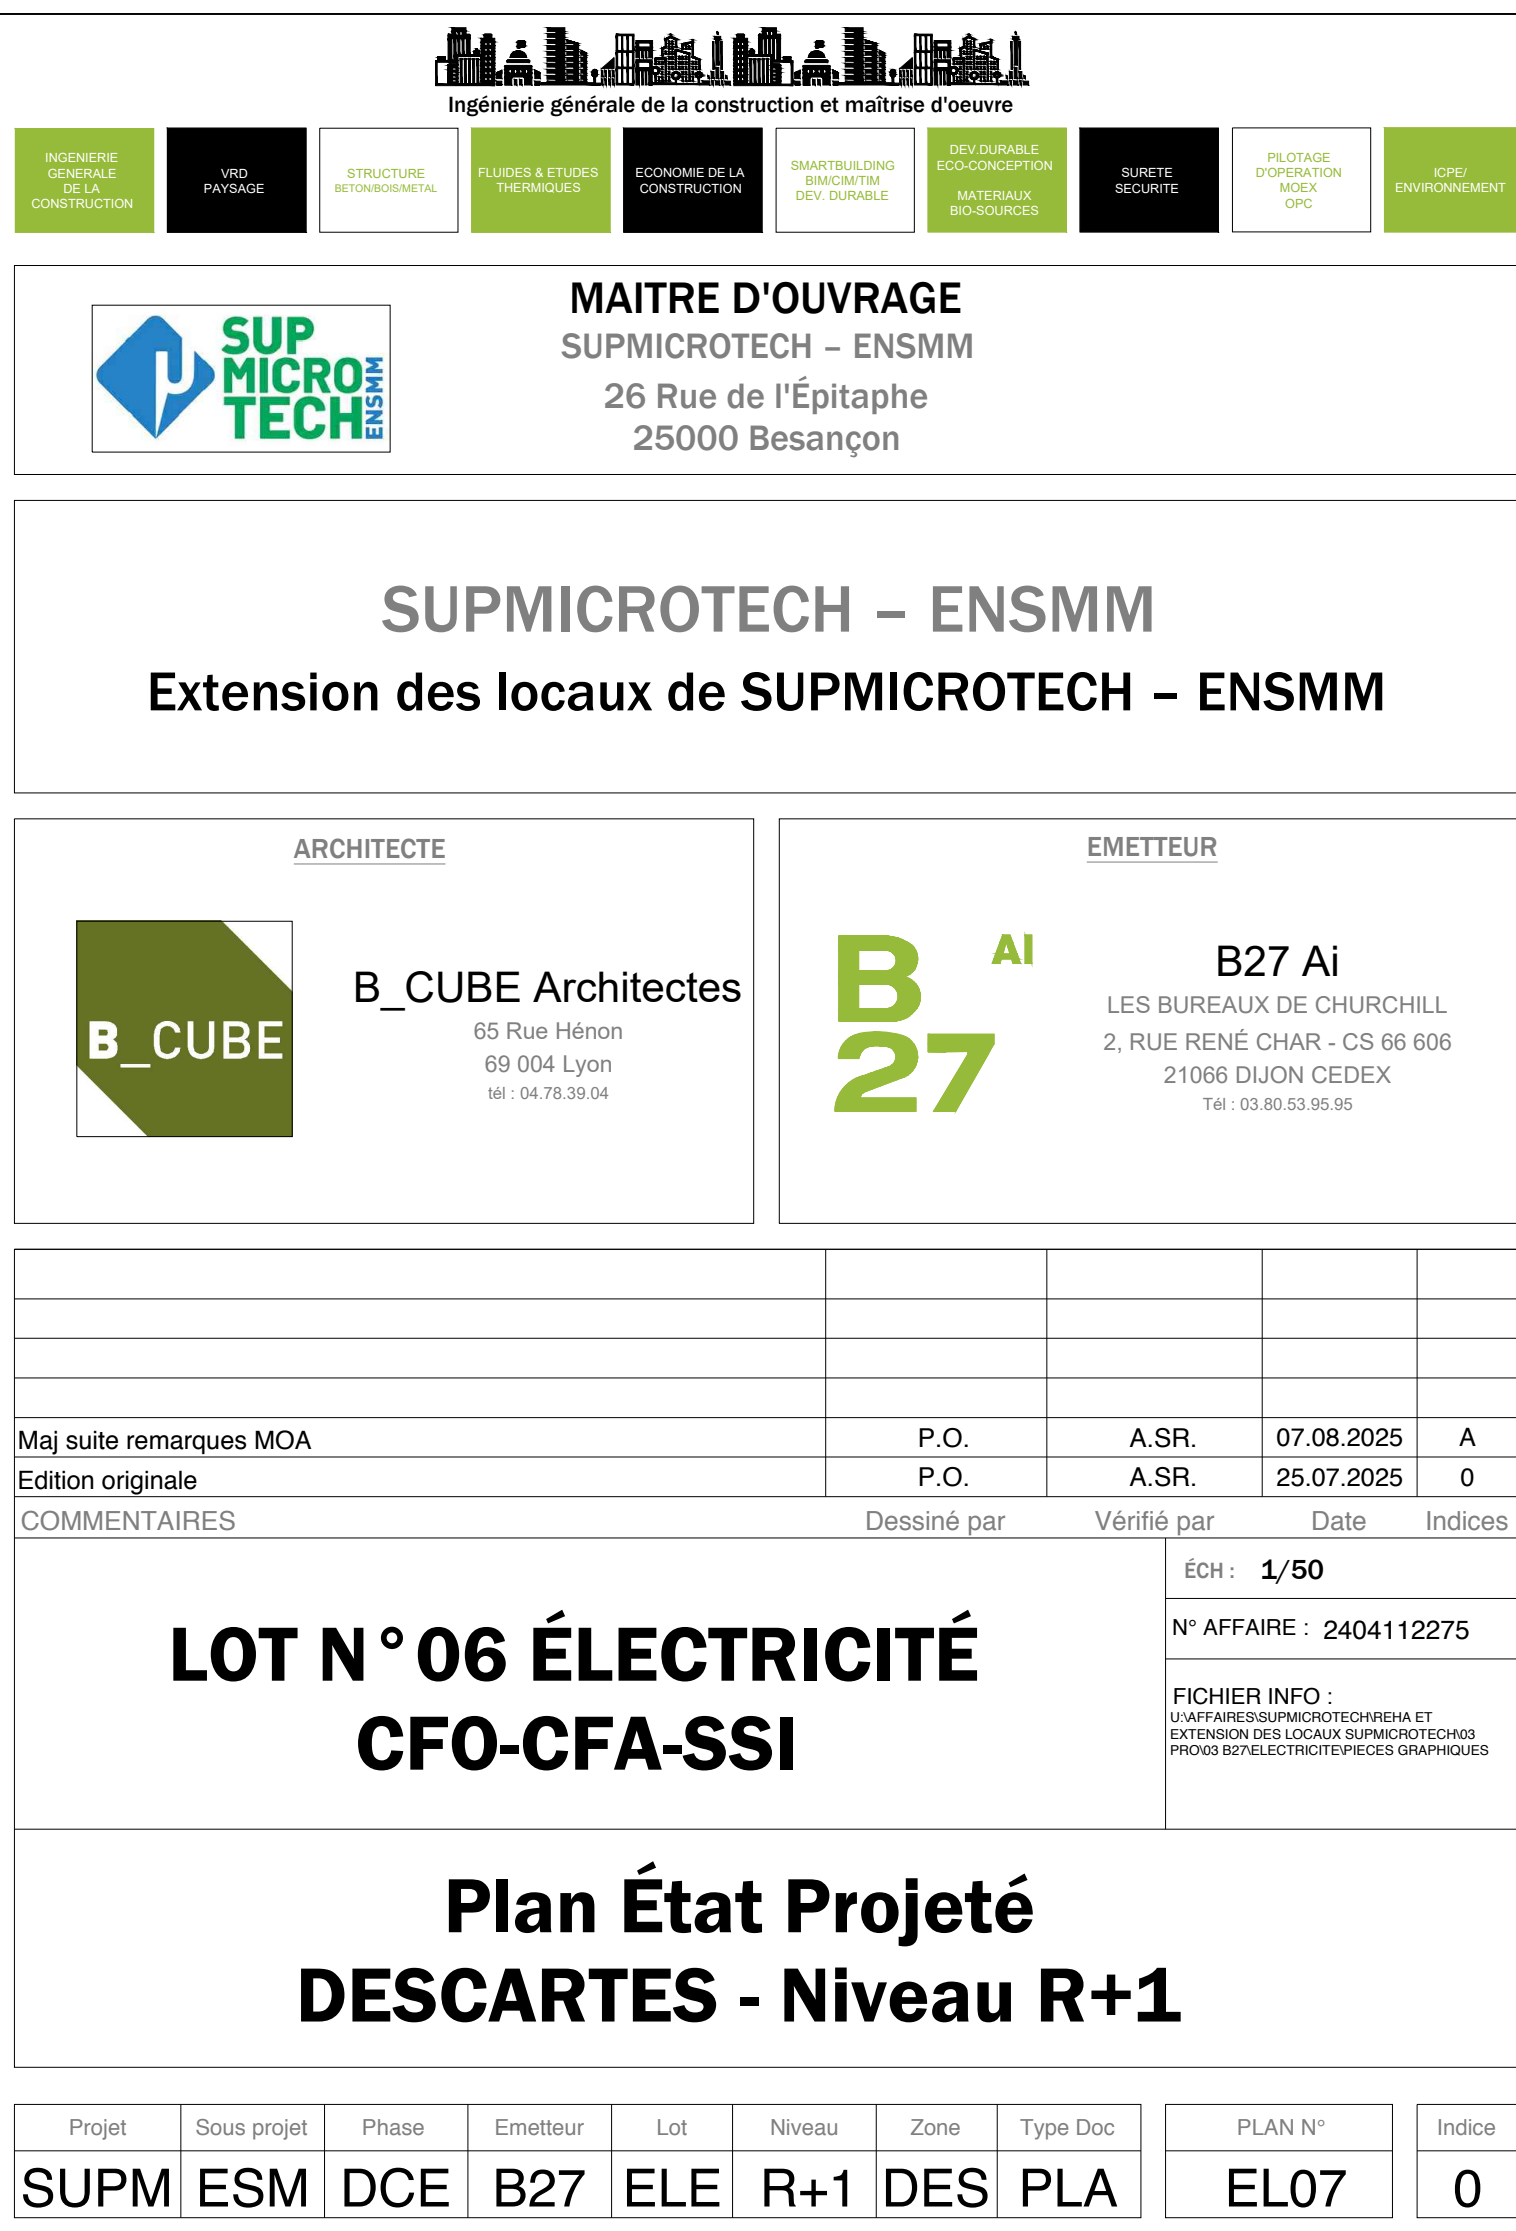 Ingénierie générale de la construction et maîtrise d'oeuvre
INGENIERIE
GENERALE
DE LA
CONSTRUCTION
VRD
PAYSAGE
STRUCTURE
BETON/BOIS/METAL
FLUIDES & ETUDES
THERMIQUES
ECONOMIE DE LA
CONSTRUCTION
SMARTBUILDING
BIM/CIM/TIM
DEV. DURABLE
DEV.DURABLE
ECO-CONCEPTION
MATERIAUX
BIO-SOURCES
SURETE
SECURITE
PILOTAGE
D'OPERATION
MOEX
OPC
ICPE/
ENVIRONNEMENT
µ SUP
MICRO
TECH
ENSMM
MAITRE D'OUVRAGE
SUPMICROTECH – ENSMM
26 Rue de l'Épitaphe
25000 Besançon
SUPMICROTECH – ENSMM
Extension des locaux de SUPMICROTECH – ENSMM
ARCHITECTE
B_CUBE
B_CUBE Architectes
65 Rue Hénon
69 004 Lyon
tél : 04.78.39.04
EMETTEUR
B AI
27
B27 Ai
LES BUREAUX DE CHURCHILL
2, RUE RENÉ CHAR - CS 66 606
21066 DIJON CEDEX
Tél : 03.80.53.95.95
Maj suite remarques MOA P.O. A.SR. 07.08.2025 A
Edition originale P.O. A.SR. 25.07.2025 0
COMMENTAIRES Dessiné par Vérifié par Date Indices
LOT N°06 ÉLECTRICITÉ
CFO-CFA-SSI
ÉCH : 1/50
N° AFFAIRE : 2404112275
FICHIER INFO :
U:\AFFAIRES\SUPMICROTECH\REHA ET
EXTENSION DES LOCAUX SUPMICROTECH\03
PRO\03 B27\ELECTRICITE\PIECES GRAPHIQUES
Plan État Projeté
DESCARTES - Niveau R+1
Projet Sous projet Phase Emetteur Lot Niveau Zone Type Doc PLAN N° Indice
SUPM ESM DCE B27 ELE R+1 DES PLA EL07 0